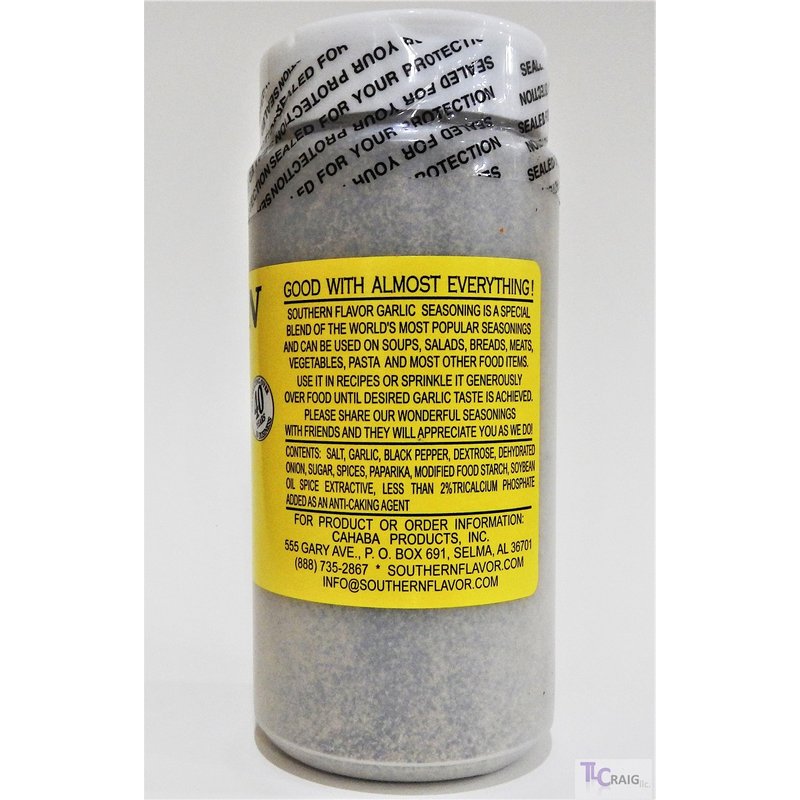 SEALED FOR YOUR PROTECTION
SEALED FOR YOUR PROTECTION
GOOD WITH ALMOST EVERYTHING!
SOUTHERN FLAVOR GARLIC SEASONING IS A SPECIAL
BLEND OF THE WORLD'S MOST POPULAR SEASONINGS
AND CAN BE USED ON SOUPS, SALADS, BREADS, MEATS,
VEGETABLES, PASTA AND MOST OTHER FOOD ITEMS.
USE IT IN RECIPES OR SPRINKLE IT GENEROUSLY
OVER FOOD UNTIL DESIRED GARLIC TASTE IS ACHIEVED.
PLEASE SHARE OUR WONDERFUL SEASONINGS
WITH FRIENDS AND THEY WILL APPRECIATE YOU AS WE DO!
CONTENTS: SALT, GARLIC, BLACK PEPPER, DEXTROSE, DEHYDRATED
ONION, SUGAR, SPICES, PAPARIKA, MODIFIED FOOD STARCH, SOYBEAN
OIL SPICE EXTRACTIVE, LESS THAN 2%TRICALCIUM PHOSPHATE
ADDED AS AN ANTI-CAKING AGENT
FOR PRODUCT OR ORDER INFORMATION:
CAHABA PRODUCTS, INC.
555 GARY AVE., P. O. BOX 691, SELMA, AL 36701
(888) 735-2867 * SOUTHERNFLAVOR.COM
INFO@SOUTHERNFLAVOR.COM
40
TLCRAIG llc.